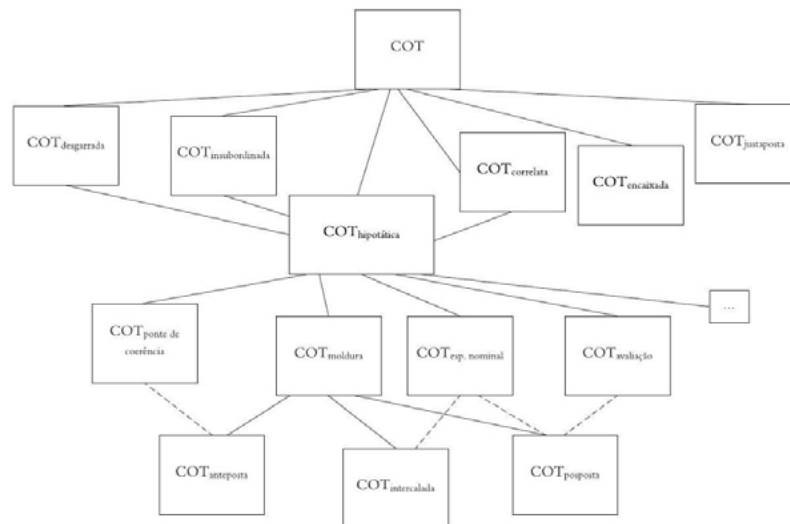 COT
COTdesgarrada
COTinsubordinada
COTcorrelata
COTencaixada
COTjustaposta
COThipotática
COTponte de
coerência
COTmoldura
COTesp. nominal
COTavaliação
...
COTanteposta
COTintercalada
COTposposta